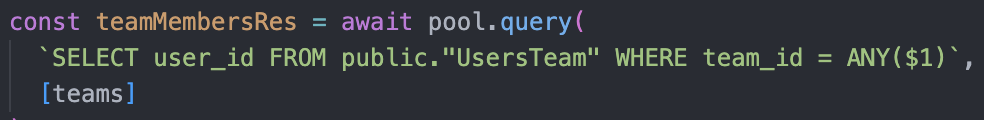 const teamMembersRes = await pool.query(
`SELECT user_id FROM public."UsersTeam" WHERE team_id = ANY($1)`,
[teams]